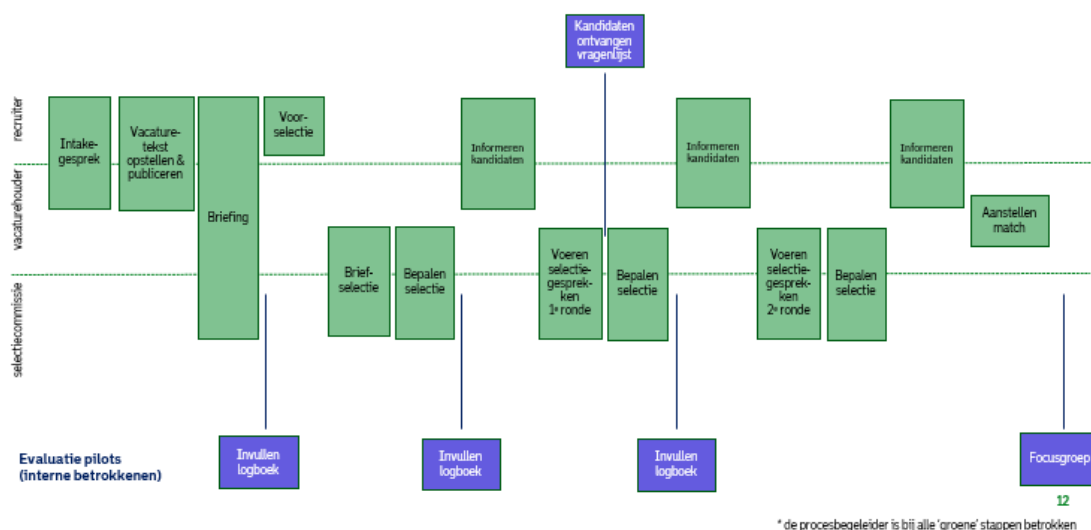 Kandidaten
ontvangen
vragenlijst
recruiter
vacaturehouder
selectiecommissie
Intake-
gesprek
Vacature-
tekst
opstellen &
publiceren
Briefing
Voor-
selectie
Brief-
selectie
Bepalen
selectie
Informeren
kandidaten
Voeren
selectie-
gesprek-
ken
1e ronde
Bepalen
selectie
Informeren
kandidaten
Voeren
selectie-
gesprek-
ken
2e ronde
Bepalen
selectie
Informeren
kandidaten
Aanstellen
match
Evaluatie pilots
(interne betrokkenen)
Invullen
logboek
Invullen
logboek
Invullen
logboek
Focusgroep
12
* de procesbegeleider is bij alle 'groene' stappen betrokken